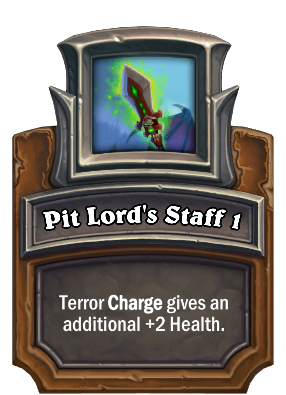 Pit Lord's Staff 1
Terror Charge gives an
additional +2 Health.